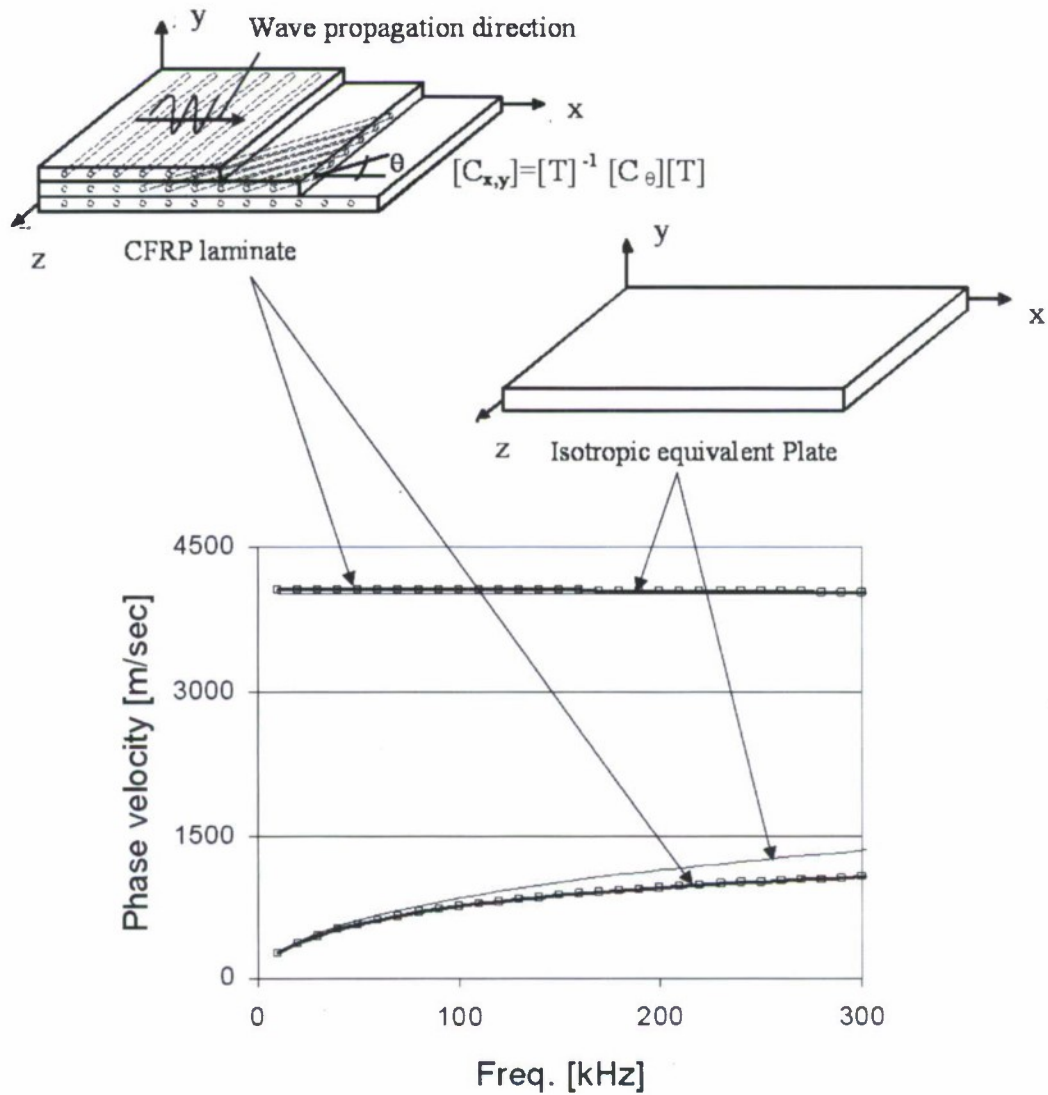 y
Wave propagation direction
x
θ
[Cx,y]=[T]⁻¹ [C θ][T]
z
CFRP laminate
y
x
z
Isotropic equivalent Plate
4500
3000
1500
0
Phase velocity [m/sec]
0
100
200
300
Freq. [kHz]